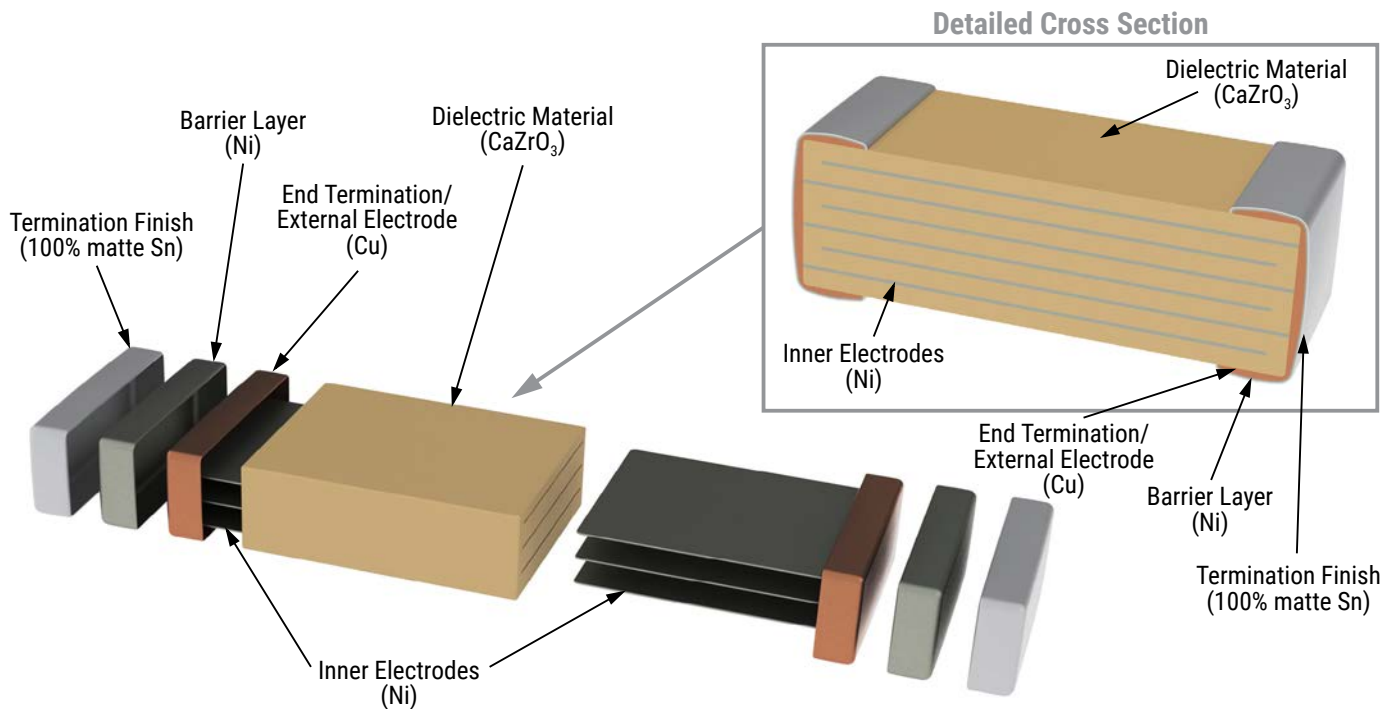 Detailed Cross Section
Dielectric Material
(CaZrO₃)
Barrier Layer
(Ni)
Dielectric Material
(CaZrO₃)
End Termination/
External Electrode
(Cu)
Termination Finish
(100% matte Sn)
Inner Electrodes
(Ni)
End Termination/
External Electrode
(Cu)
Barrier Layer
(Ni)
Termination Finish
(100% matte Sn)
Inner Electrodes
(Ni)